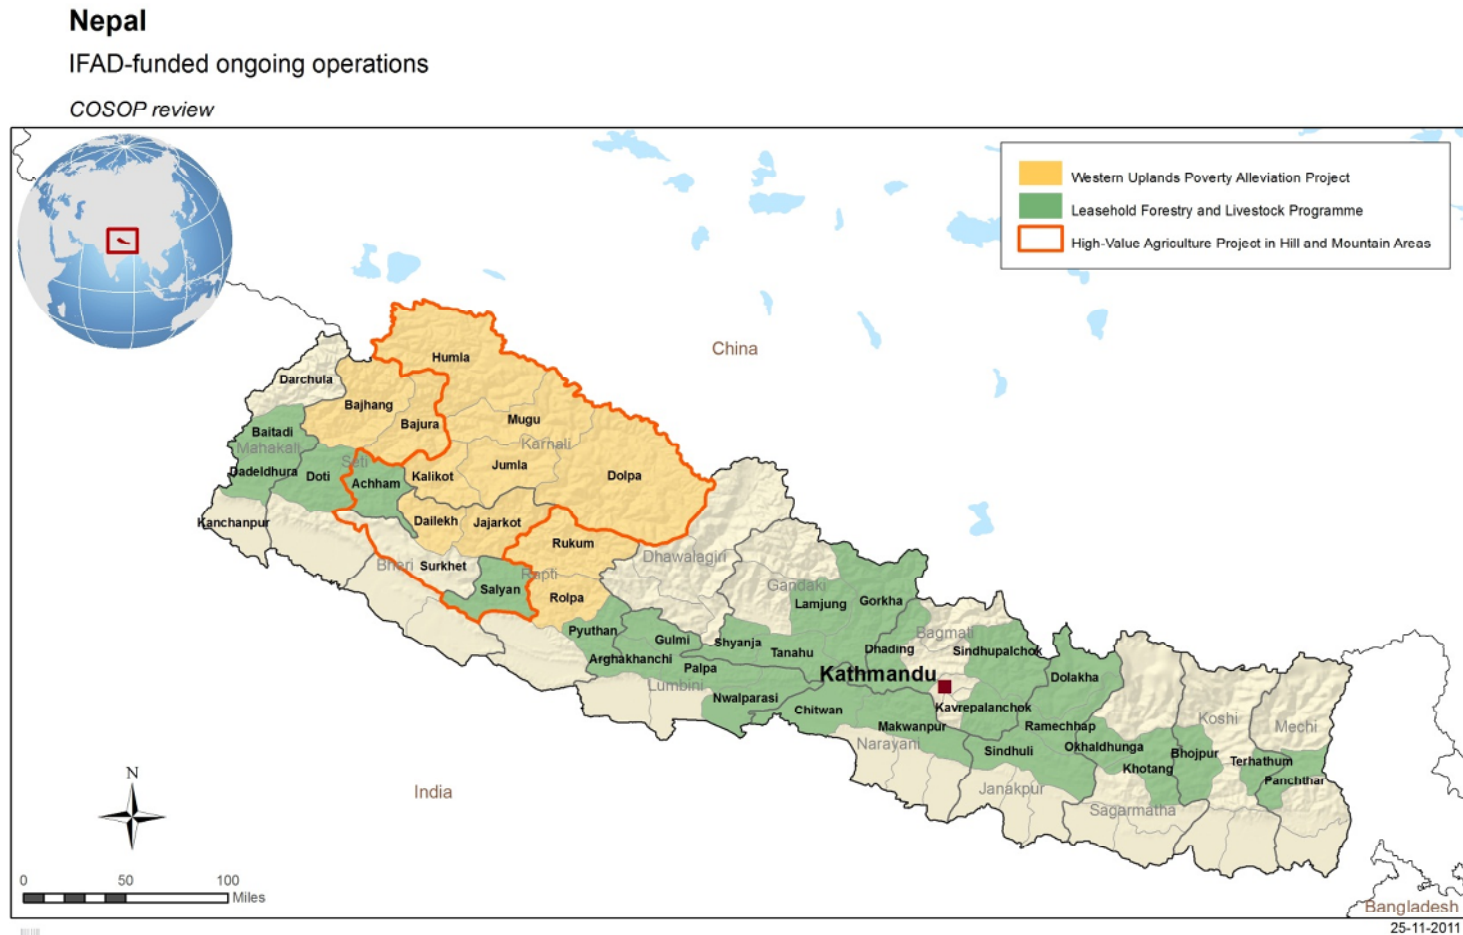 Nepal
IFAD-funded ongoing operations
COSOP review
Western Uplands Poverty Alleviation Project
Leasehold Forestry and Livestock Programme
High-Value Agriculture Project in Hill and Mountain Areas
China
Humla
Darchula
Bajhang
Bajura
Mugu
Baitadi
Mahakali
Karnali
Seti
Jumla
Dadeldhura
Doti
Achham
Kalikot
Dolpa
Kanchanpur
Dailekh
Jajarkot
Rukum
Dhawalagiri
Bheri
Surkhet
Rapti
Salyan
Rolpa
Gandaki
Lamjung
Gorkha
Pyuthan
Gulmi
Shyanja
Tanahu
Dhading
Bagmati
Sindhupalchok
Arghakhanchi
Palpa
Kathmandu
Dolakha
Lumbini
Nwalparasi
Chitwan
Kavrepalanchok
Makwanpur
Ramechhap
Koshi
Mechi
Narayani
Sindhuli
Okhaldhunga
Khotang
Bhojpur
Terhathum
Panchthar
Janakpur
Sagarmatha
India
N
0 50 100
Miles
Bangladesh
25-11-2011